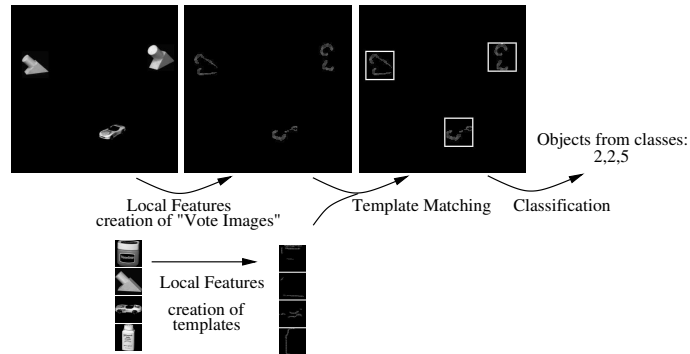 Objects from classes:
2,2,5
Local Features
creation of "Vote Images"
Template Matching
Classification
Local Features
creation of
templates